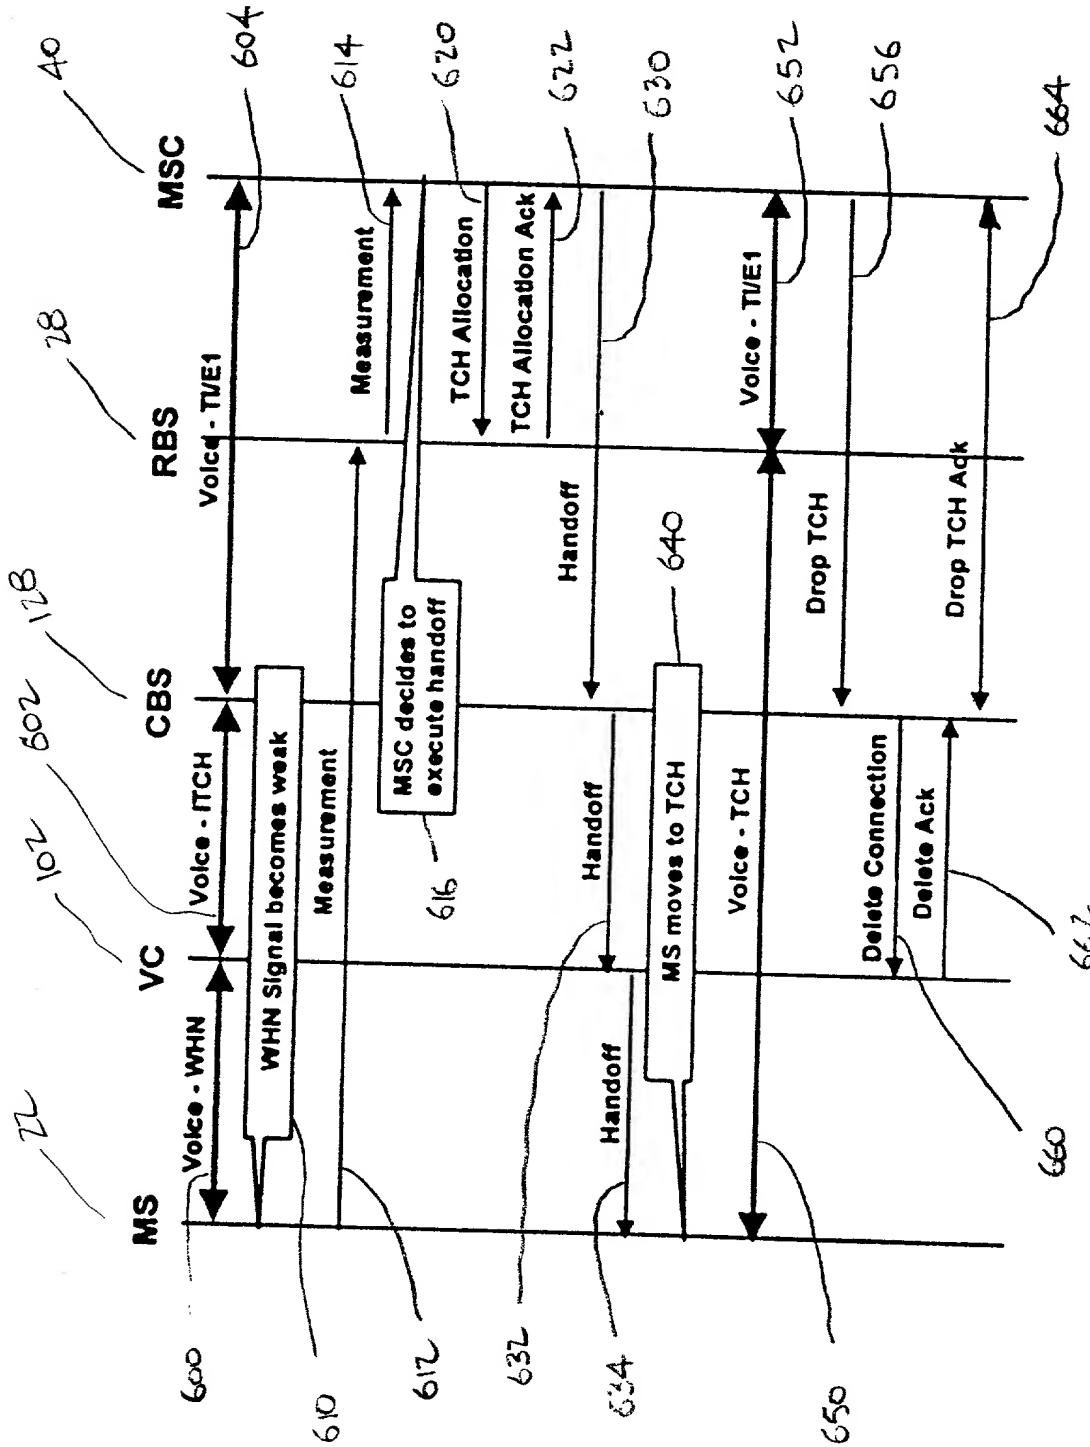 22
102
602
128
28
40
MS
VC
CBS
RBS
MSC
600
Voice - WHN
Voice - ITCH
Voice - T1/E1
604
WHN Signal becomes weak
610
Measurement
612
Measurement
614
MSC decides to
execute handoff
616
TCH Allocation
620
TCH Allocation Ack
622
Handoff
630
Handoff
632
Handoff
634
MS moves to TCH
640
Voice - TCH
650
Voice - T1/E1
652
Drop TCH
656
Delete Connection
660
Delete Ack
662
Drop TCH Ack
664